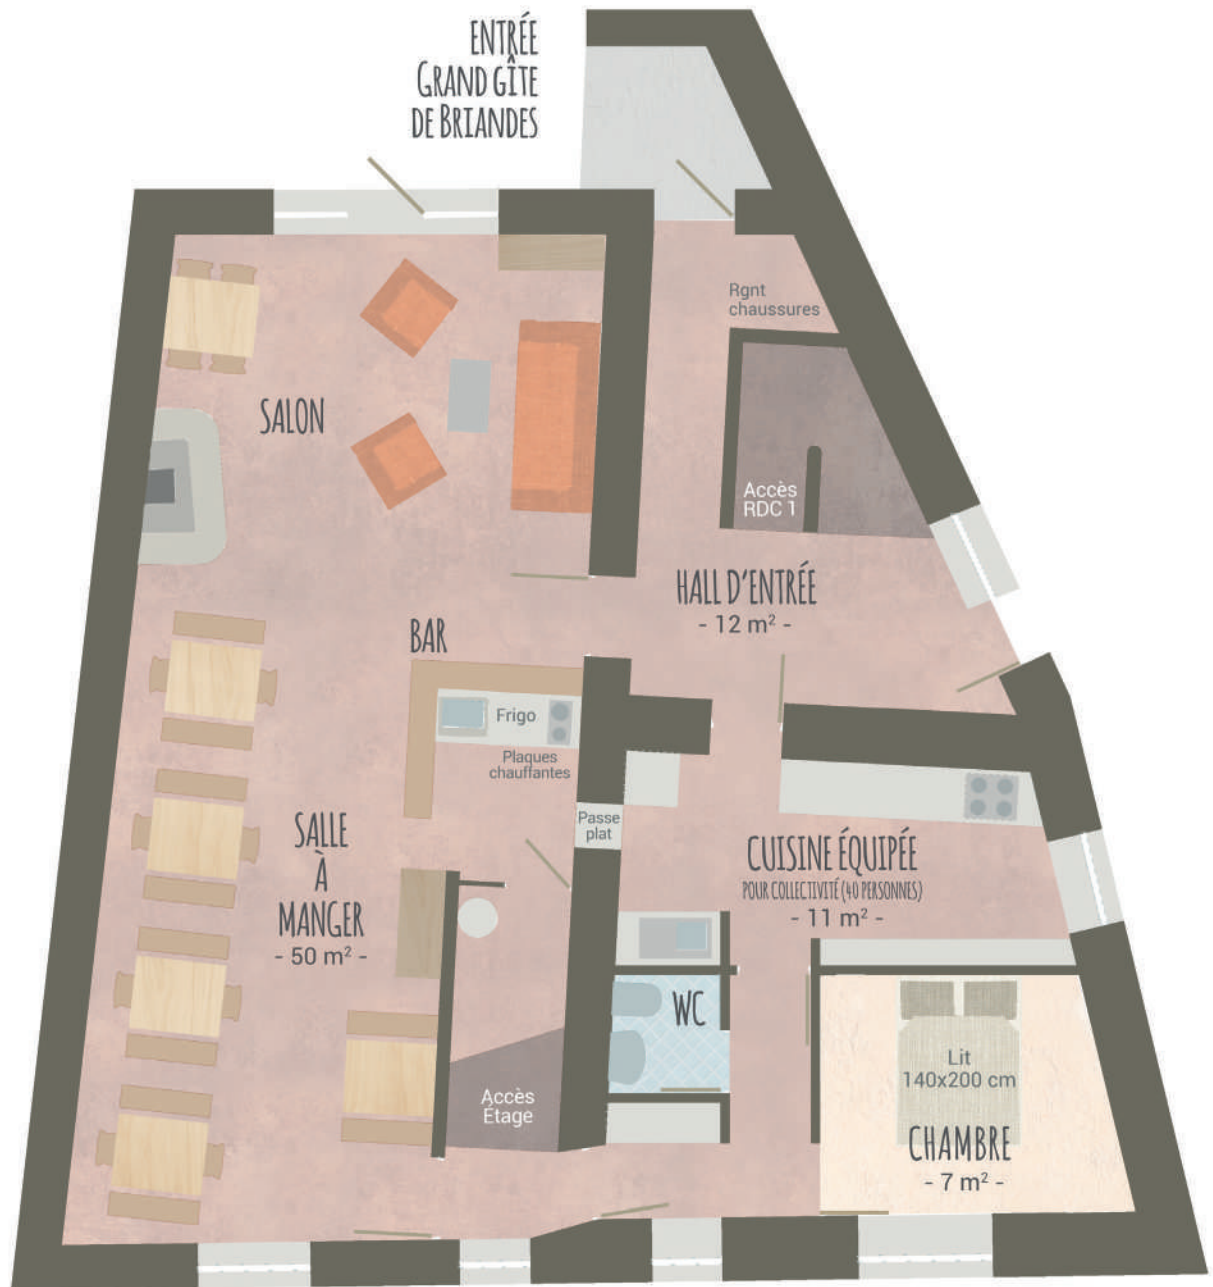 ENTRÉE
GRAND GÎTE
DE BRIANDES
Rgnt
chaussures
SALON
Accès
RDC 1
HALL D'ENTRÉE
- 12 m² -
BAR
Frigo
Plaques
chauffantes
Passe
plat
SALLE
À
MANGER
- 50 m² -
CUISINE ÉQUIPÉE
POUR COLLECTIVITÉ (40 PERSONNES)
- 11 m² -
WC
Lit
140x200 cm
Accès
Étage
CHAMBRE
- 7 m² -